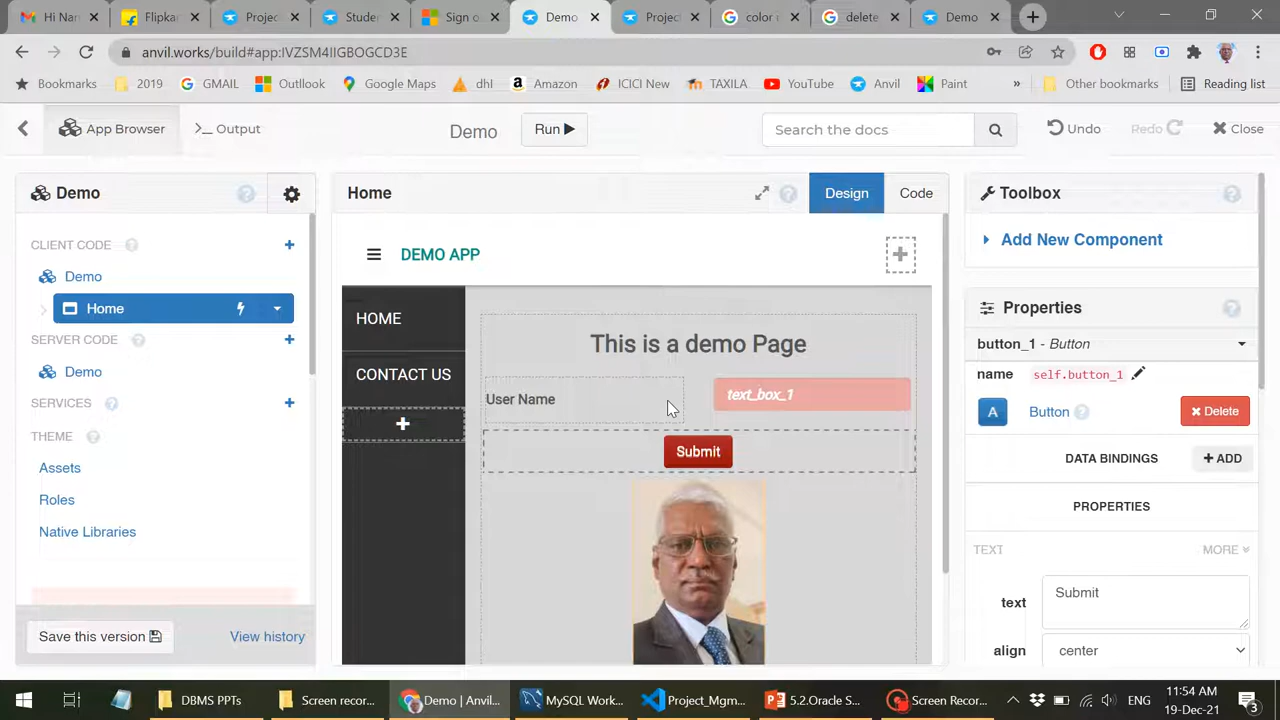 Hi Nan
Flipkar
Project
Studer
Sign o
Demo
Project
color c
delete
Demo
anvil.works/build#app:IVZSM4IIGBOGCD3E
Bookmarks
2019
GMAIL
Outllook
Google Maps
dhl
Amazon
ICICI New
TAXILA
YouTube
Anvil
Paint
»
Other bookmarks
Reading list
App Browser
>_ Output
Demo
Run
Search the docs
Undo
Redo
Close
Demo
CLIENT CODE
Demo
Home
SERVER CODE
Demo
SERVICES
THEME
Assets
Roles
Native Libraries
Save this version
View history
Home
Design
Code
DEMO APP
HOME
CONTACT US
This is a demo Page
User Name
text_box_1
Submit
Toolbox
Add New Component
Properties
button_1 - Button
name self.button_1
A Button
Delete
DATA BINDINGS
+ ADD
PROPERTIES
TEXT
MORE
text
Submit
align
center
DBMS PPTs
Screen recor...
Demo | Anvil...
MySQL Work...
Project_Mgm...
5.2.Oracle S...
Screen Recor...
ENG
11:54 AM
19-Dec-21
3